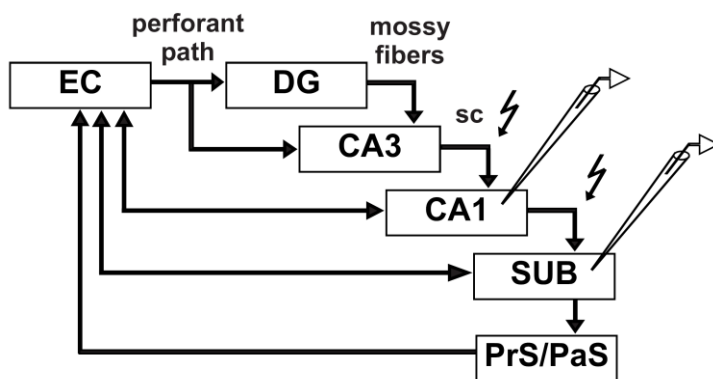 perforant
path
mossy
fibers
EC
DG
sc
CA3
CA1
SUB
PrS/PaS